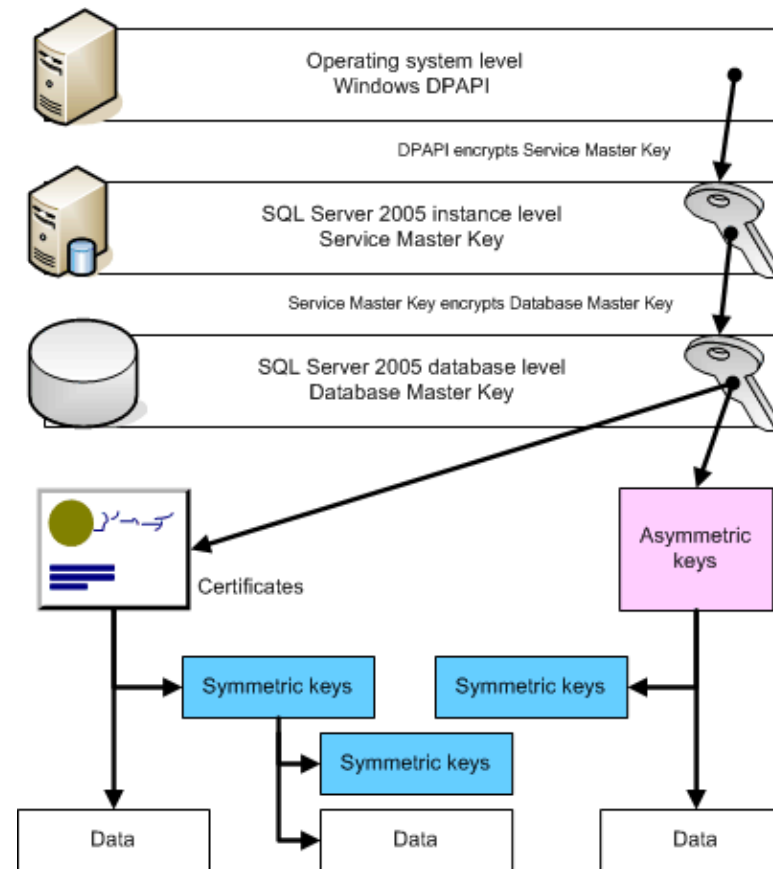 Operating system level
Windows DPAPI
DPAPI encrypts Service Master Key
SQL Server 2005 instance level
Service Master Key
Service Master Key encrypts Database Master Key
SQL Server 2005 database level
Database Master Key
Asymmetric
keys
Certificates
Symmetric keys
Symmetric keys
Symmetric keys
Data
Data
Data